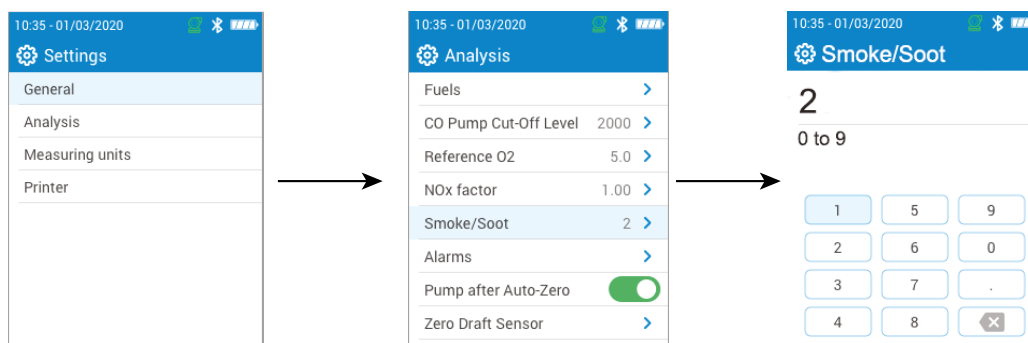 10:35 - 01/03/2020
Settings
General
Analysis
Measuring units
Printer
10:35 - 01/03/2020
Analysis
Fuels
CO Pump Cut-Off Level 2000
Reference O2 5.0
NOx factor 1.00
Smoke/Soot 2
Alarms
Pump after Auto-Zero
Zero Draft Sensor
10:35 - 01/03/2020
Smoke/Soot
2
0 to 9
1 5 9
2 6 0
3 7 .
4 8